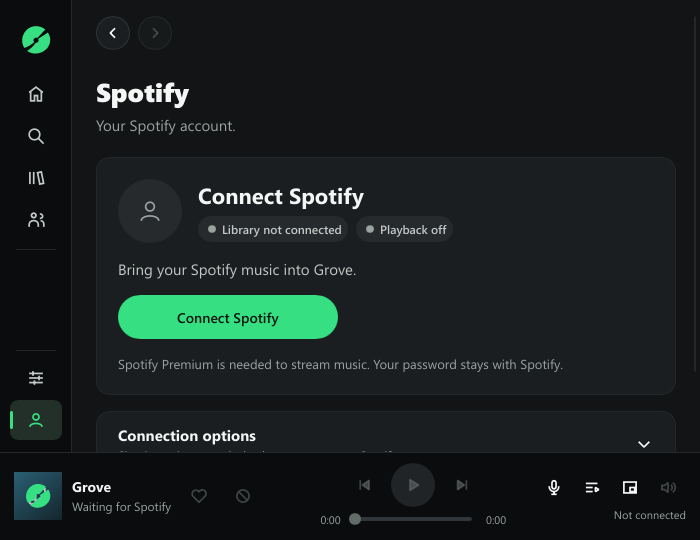 Spotify
Your Spotify account.
Connect Spotify
Library not connected
Playback off
Bring your Spotify music into Grove.
Connect Spotify
Spotify Premium is needed to stream music. Your password stays with Spotify.
Connection options
Grove
Waiting for Spotify
0:00
0:00
Not connected